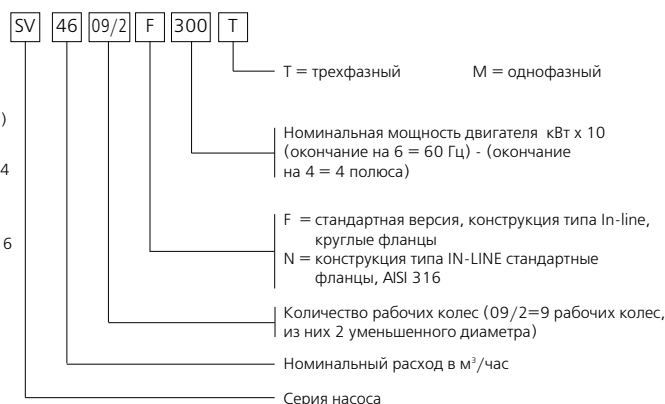 SV 46 09/2 F 300 T
T = трехфазный M = однофазный
)
Номинальная мощность двигателя кВт x 10
(окончание на 6 = 60 Гц) - (окончание
на 4 = 4 полюса)
4
F = стандартная версия, конструкция типа In-line,
круглые фланцы
6
N = конструкция типа IN-LINE стандартные
фланцы, AISI 316
Количество рабочих колес (09/2=9 рабочих колес,
из них 2 уменьшенного диаметра)
Номинальный расход в м³/час
Серия насоса